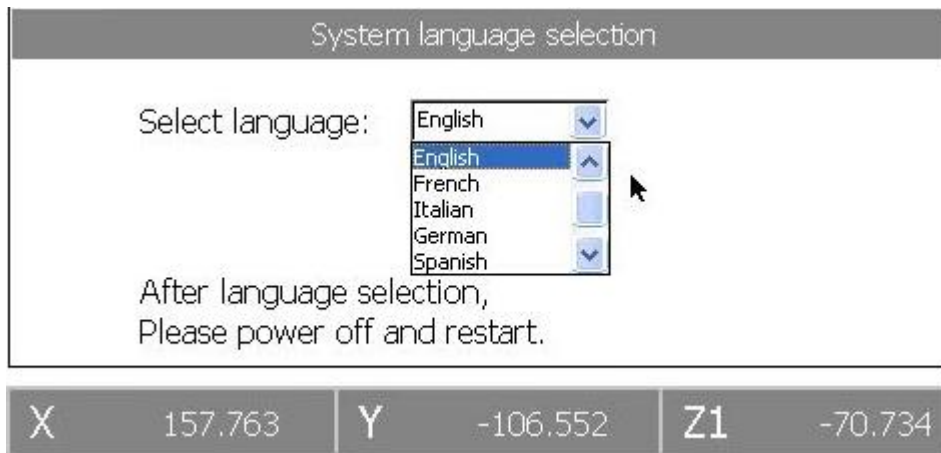 System language selection
Select language: English
English
French
Italian
German
Spanish
After language selection,
Please power off and restart.
X 157.763 Y -106.552 Z1 -70.734